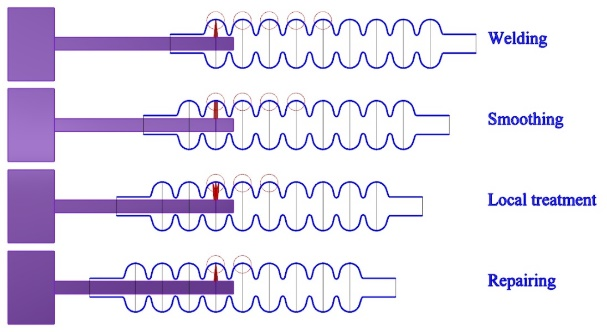 Welding
Smoothing
Local treatment
Repairing